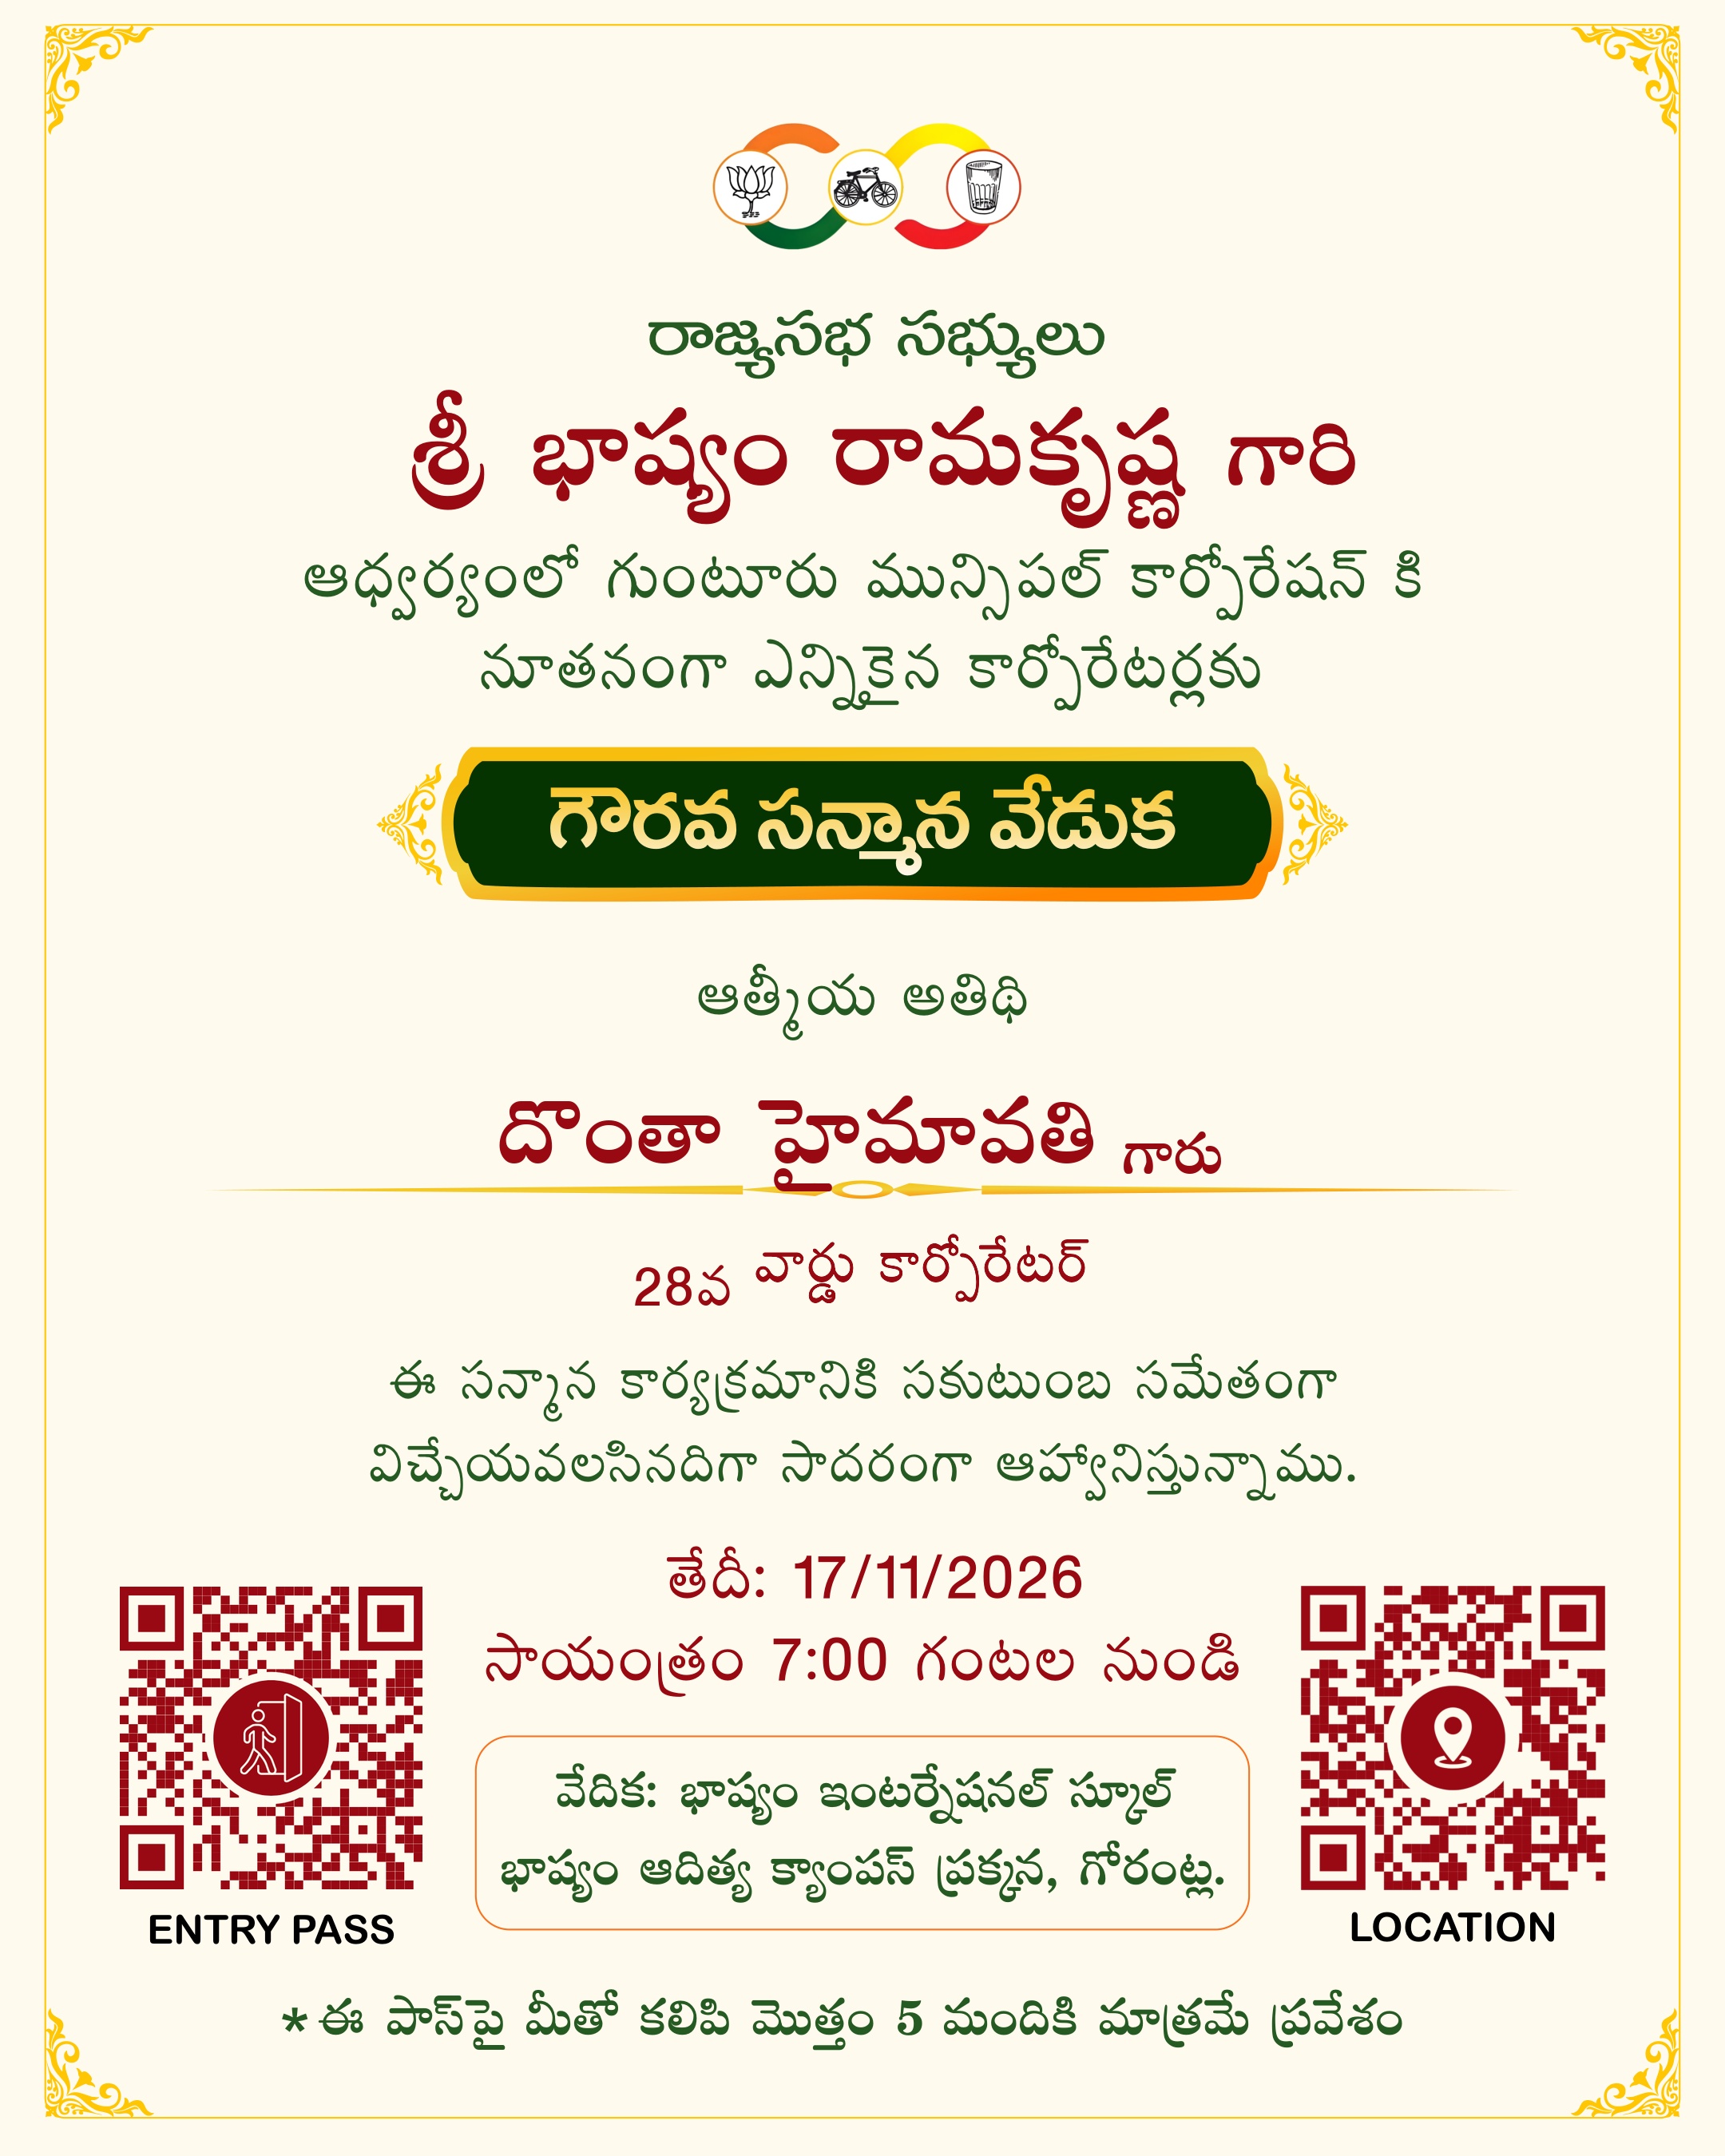 రాజ్యసభ సభ్యులు
శ్రీ భాష్యం రామకృష్ణ గారి
ఆధ్వర్యంలో గుంటూరు మున్సిపల్ కార్పోరేషన్ కి
నూతనంగా ఎన్నికైన కార్పోరేటర్లకు
గౌరవ సన్మాన వేడుక
ఆత్మీయ అతిథి
దొంతా హైమావతి గారు
28వ వార్డు కార్పోరేటర్
ఈ సన్మాన కార్యక్రమానికి సకుటుంబ సమేతంగా
విచ్చేయవలసినదిగా సాదరంగా ఆహ్వానిస్తున్నాము.
తేదీ: 17/11/2026
సాయంత్రం 7:00 గంటల నుండి
వేదిక: భాష్యం ఇంటర్నేషనల్ స్కూల్
భాష్యం ఆదిత్య క్యాంపస్ ప్రక్కన, గోరంట్ల.
ENTRY PASS
LOCATION
*ఈ పాస్‌పై మీతో కలిపి మొత్తం 5 మందికి మాత్రమే ప్రవేశం